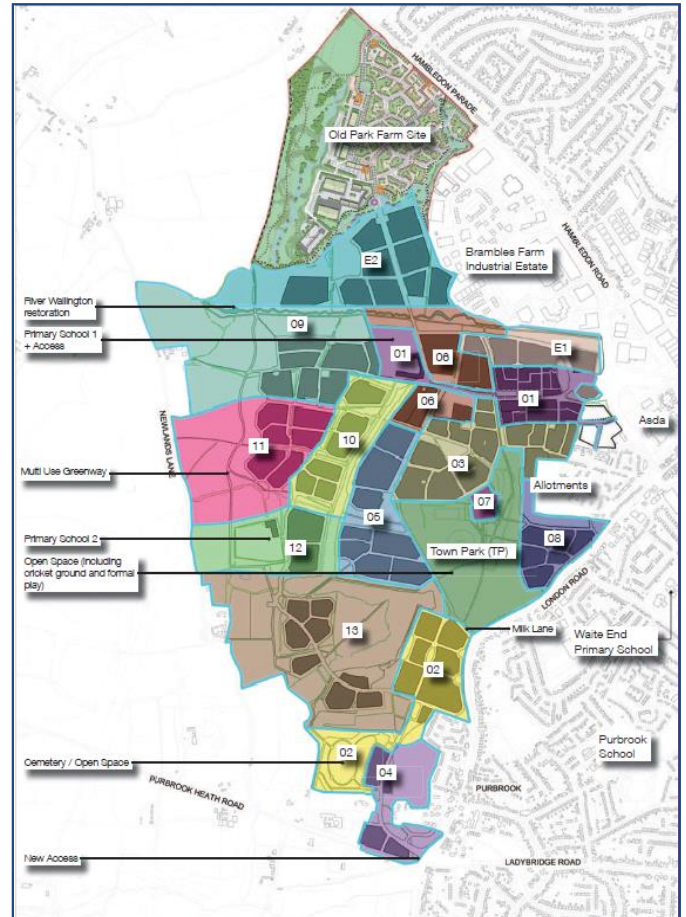 HAMBLEDON PARADE
Old Park Farm Site
HAMBLEDON ROAD
Brambles Farm
Industrial Estate
E2
River Wallington
restoration
09
Primary School 1
+ Access
01
06
E1
01
06
Asda
NEWLANDS LANE
11
10
03
Multi Use Greenway
Allotments
07
05
08
Primary School 2
12
Town Park (TP)
Open Space (including
cricket ground and formal
play)
LONDON ROAD
Milk Lane
13
Waite End
Primary School
02
Purbrook
School
02
Cemetery / Open Space
04
PURBROOK HEATH ROAD
PURBROOK
New Access
LADYBRIDGE ROAD